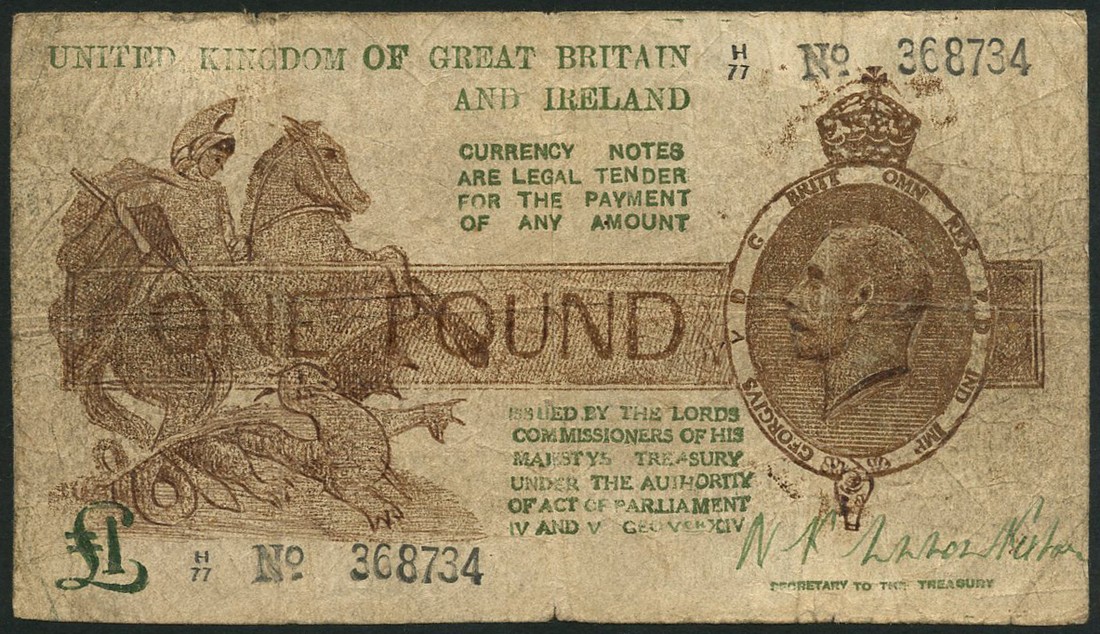 UNITED KINGDOM OF GREAT BRITAIN
AND IRELAND
H
77
No 368734
CURRENCY NOTES
ARE LEGAL TENDER
FOR THE PAYMENT
OF ANY AMOUNT
ONE POUND
GEORGIVS V D G BRITT OMN REX F D IND IMP
ISSUED BY THE LORDS
COMMISSIONERS OF HIS
MAJESTY'S TREASURY
UNDER THE AUTHORITY
OF ACT OF PARLIAMENT
IV AND V GEO V
£1
H
77
No 368734
SECRETARY TO THE TREASURY